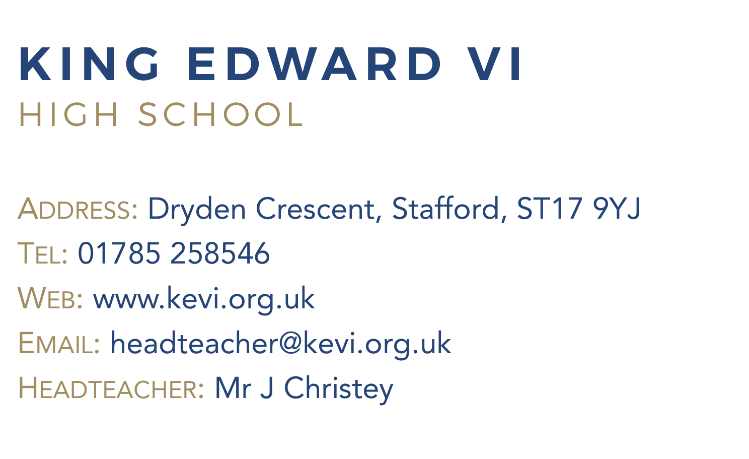 KING EDWARD VI
HIGH SCHOOL
ADDRESS: Dryden Crescent, Stafford, ST17 9YJ
TEL: 01785 258546
WEB: www.kevi.org.uk
EMAIL: headteacher@kevi.org.uk
HEADTEACHER: Mr J Christey